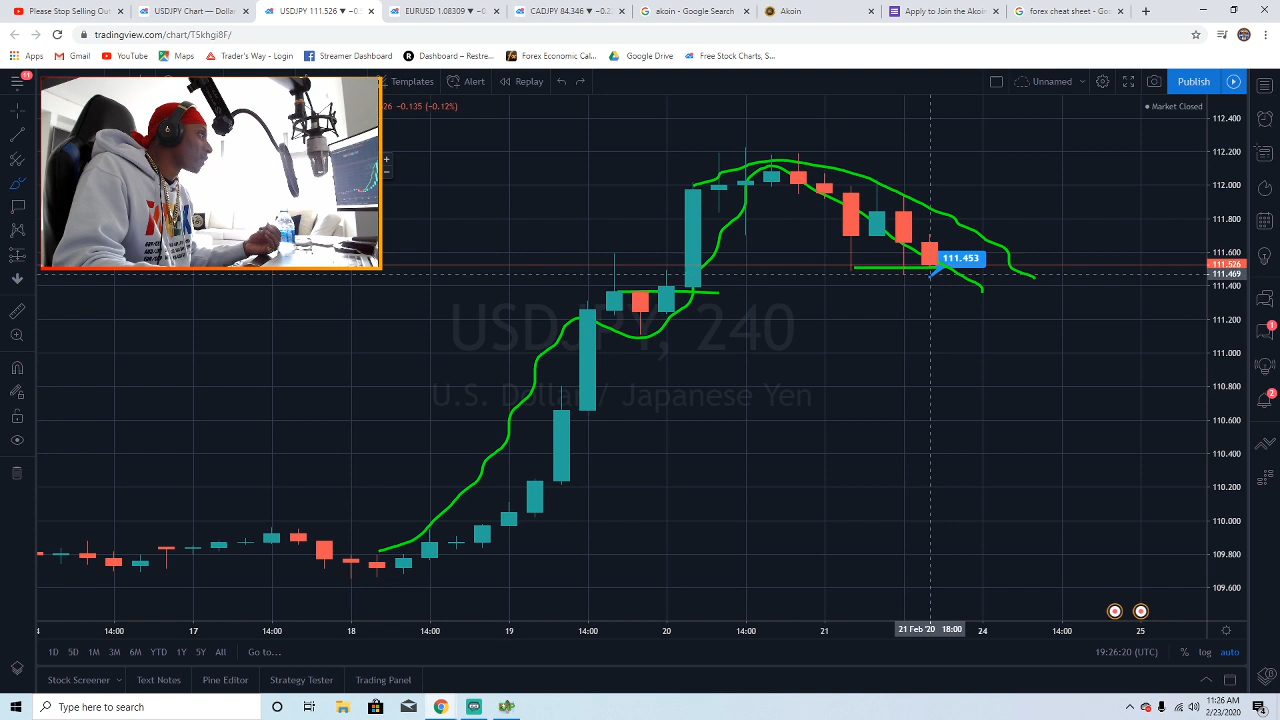 Please Stop Selling Out
USDJPY Chart — Dollar
USDJPY 111.526 ▼ −0.
EURUSD 1.08309 ▼ −0
CADJPY 84.346 ▼ −0.2
akoin - Google Search
Akoin
Apply to Join the Akoin
forex cheat sheet - Goo
tradingview.com/chart/T5khgi8F/
Apps
Gmail
YouTube
Maps
Trader's Way - Login
Streamer Dashboard
Dashboard – Restre...
Forex Economic Cal...
Google Drive
Free Stock Charts, S...
11
Templates
Alert
Replay
Unnamed
Publish
26 −0.135 (−0.12%)
Market Closed
112.400
112.200
112.000
111.800
111.600
111.526
111.469
111.400
111.200
111.000
110.800
110.600
110.400
110.200
110.000
109.800
109.600
111.453
USDJPY, 240
U.S. Dollar / Japanese Yen
1
2
4 14:00 17 14:00 18 14:00 19 14:00 20 14:00 21 21 Feb '20 18:00 24 14:00 25
1D 5D 1M 3M 6M YTD 1Y 5Y All Go to...
19:26:20 (UTC) % log auto
Stock Screener Text Notes Pine Editor Strategy Tester Trading Panel
Type here to search
11:26 AM
2/23/2020
4